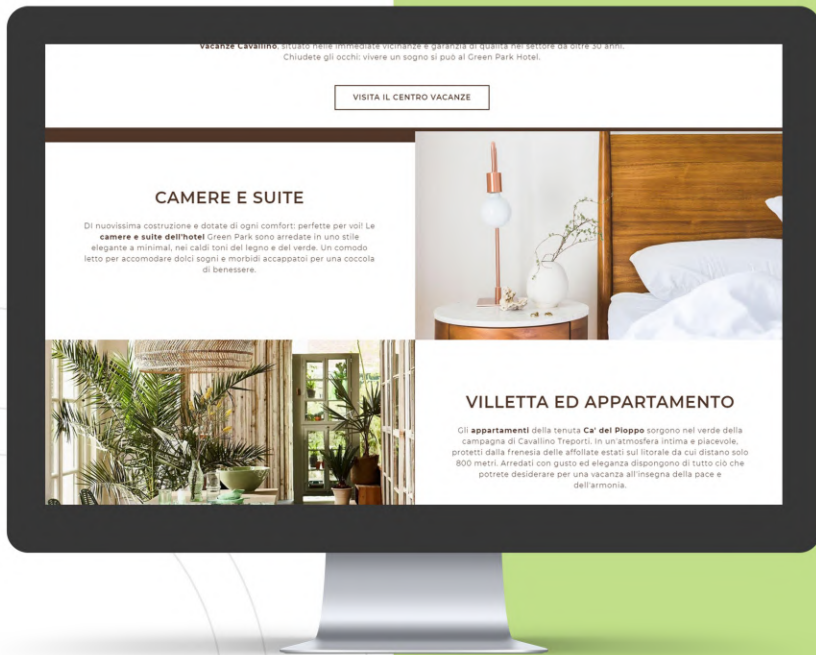 Vacanze Cavallino, situato nelle immediate vicinanze e garanzia di qualità nel settore da oltre 30 anni.
Chiudete gli occhi: vivere un sogno si può al Green Park Hotel.
VISITA IL CENTRO VACANZE
CAMERE E SUITE
DI nuovissima costruzione e dotate di ogni comfort: perfette per voi! Le
camere e suite dell'hotel Green Park sono arredate in uno stile
elegante a minimal, nei caldi toni del legno e del verde. Un comodo
letto per accomodare dolci sogni e morbidi accappatoi per una coccola
di benessere.
VILLETTA ED APPARTAMENTO
Gli appartamenti della tenuta Ca' del Pioppo sorgono nel verde della
campagna di Cavallino Treporti. In un'atmosfera intima e piacevole,
protetti dalla frenesia delle affollate estati sul litorale da cui distano solo
800 metri. Arredati con gusto ed eleganza dispongono di tutto ciò che
potrete desiderare per una vacanza all'insegna della pace e
dell'armonia.